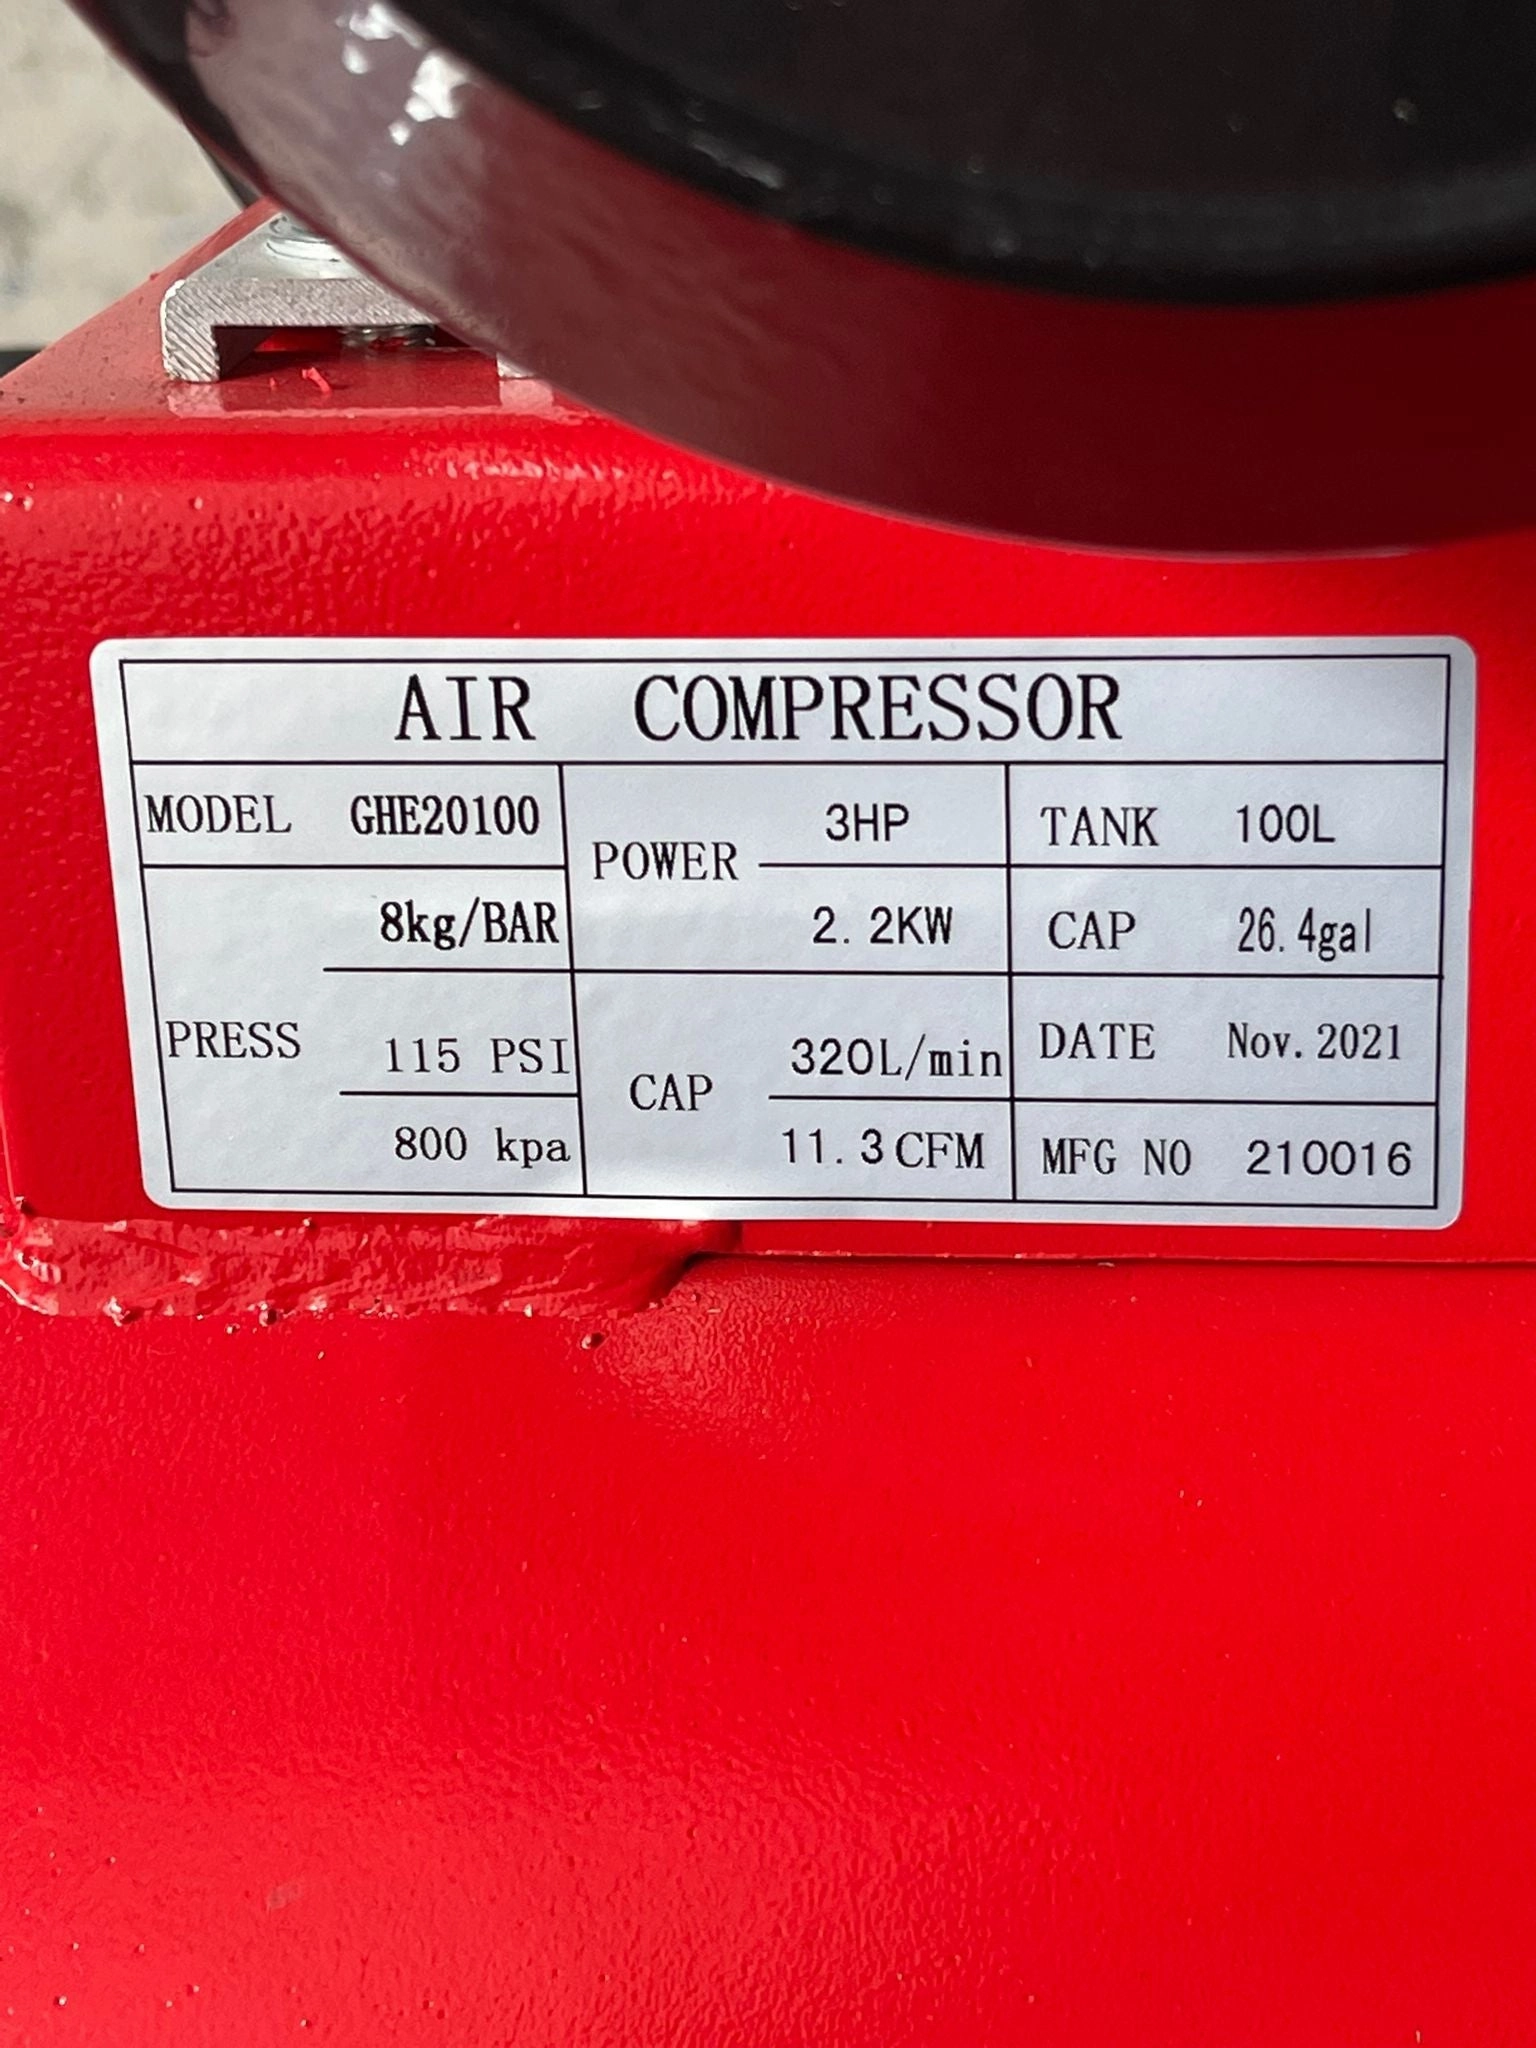 AIR COMPRESSOR
MODEL GHE20100
PRESS
8kg/BAR
115 PSI
800 kpa
POWER
3HP
2.2KW
CAP
320L/min
11.3CFM
TANK 100L
CAP 26.4gal
DATE Nov.2021
MFG NO 210016